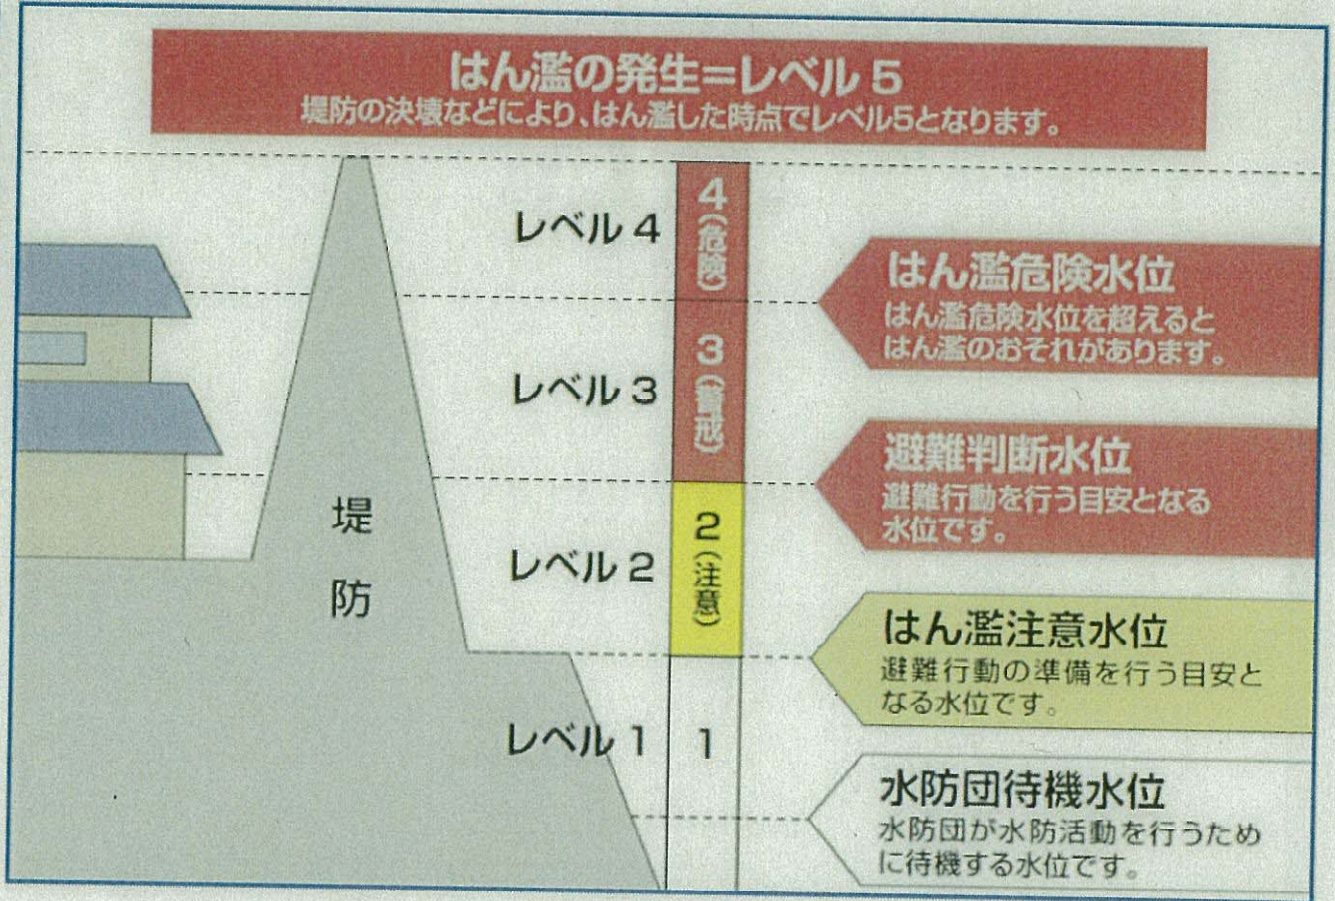 はん濫の発生=レベル5
堤防の決壊などにより、はん濫した時点でレベル5となります。
レベル4
4(危険)
はん濫危険水位
はん濫危険水位を超えると
はん濫のおそれがあります。
レベル3
3(警戒)
避難判断水位
避難行動を行う目安となる
水位です。
堤防
レベル2
2(注意)
はん濫注意水位
避難行動の準備を行う目安と
なる水位です。
レベル1
1
水防団待機水位
水防団が水防活動を行うため
に待機する水位です。